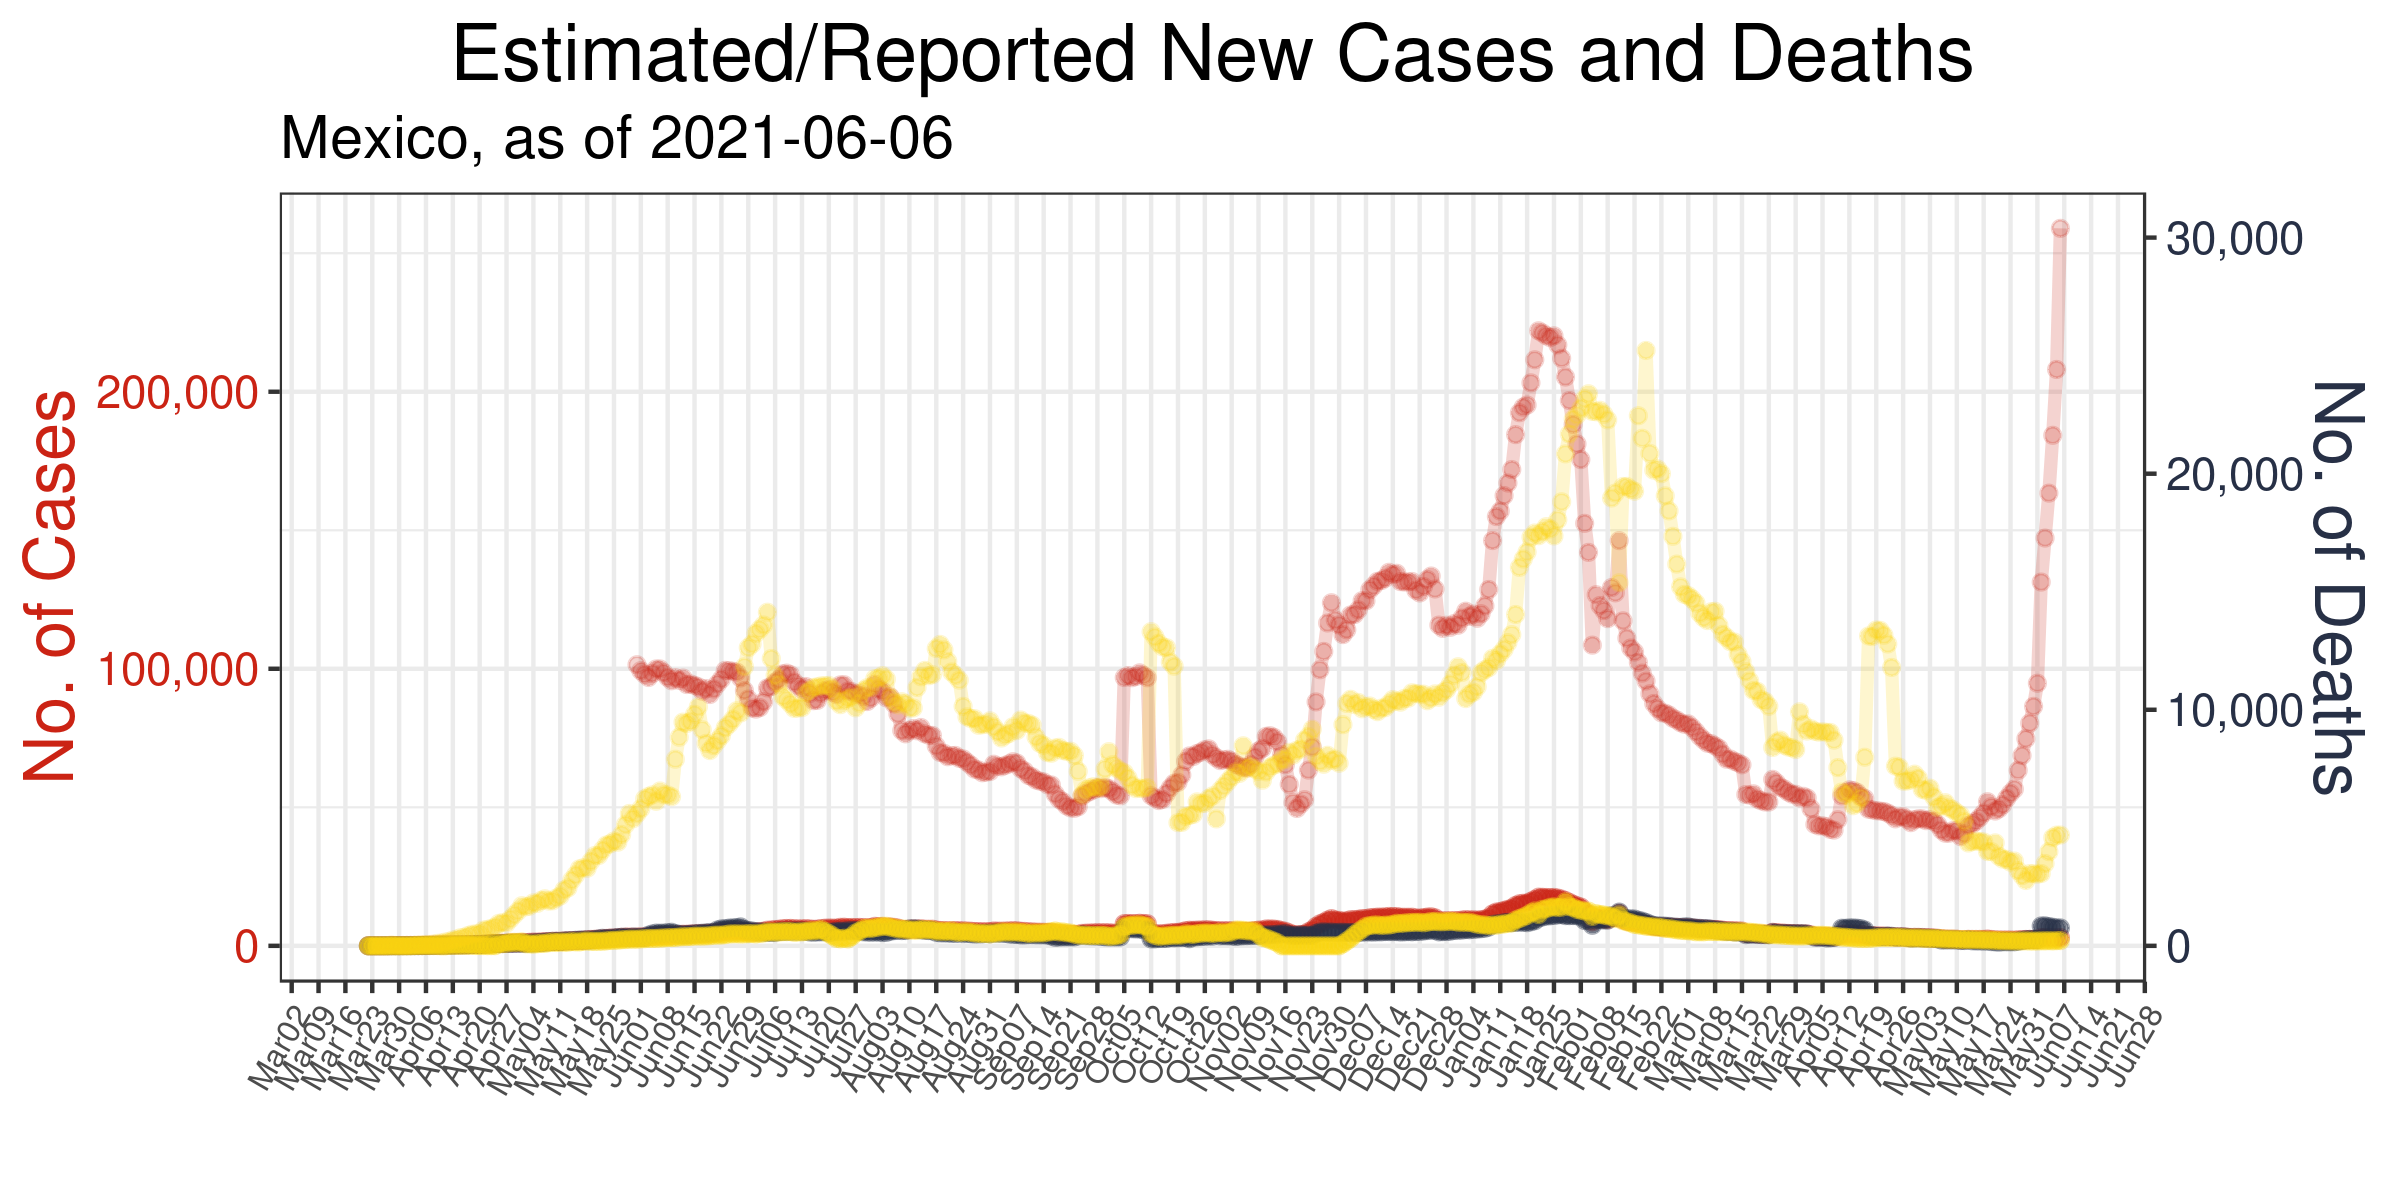 Estimated/Reported New Cases and Deaths
Mexico, as of 2021-06-06
No. of Cases
200,000
100,000
0
30,000
20,000
10,000
0
No. of Deaths
Mar02
Mar09
Mar16
Mar23
Mar30
Apr06
Apr13
Apr20
Apr27
May04
May11
May18
May25
Jun01
Jun08
Jun15
Jun22
Jun29
Jul06
Jul13
Jul20
Jul27
Aug03
Aug10
Aug17
Aug24
Aug31
Sep07
Sep14
Sep21
Sep28
Oct05
Oct12
Oct19
Oct26
Nov02
Nov09
Nov16
Nov23
Nov30
Dec07
Dec14
Dec21
Dec28
Jan04
Jan11
Jan18
Jan25
Feb01
Feb08
Feb15
Feb22
Mar01
Mar08
Mar15
Mar22
Mar29
Apr05
Apr12
Apr19
Apr26
May03
May10
May17
May24
May31
Jun07
Jun14
Jun21
Jun28